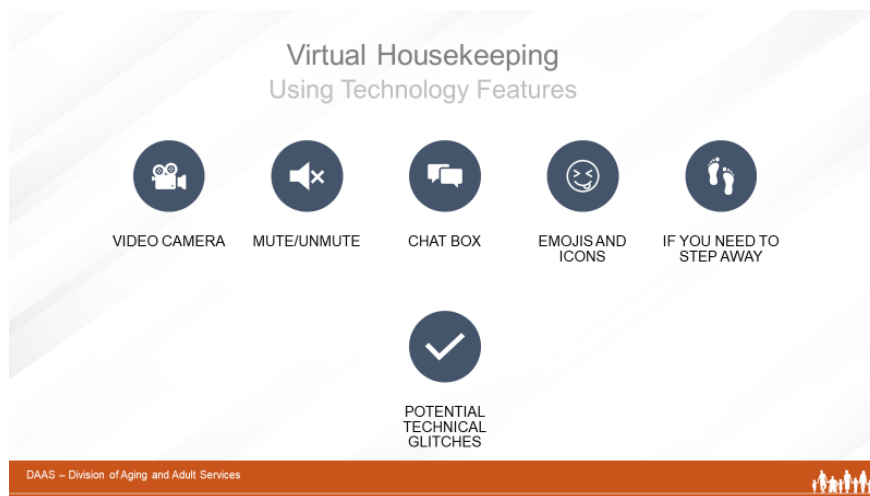 Virtual Housekeeping
Using Technology Features
VIDEO CAMERA
MUTE/UNMUTE
CHAT BOX
EMOJIS AND
ICONS
IF YOU NEED TO
STEP AWAY
POTENTIAL
TECHNICAL
GLITCHES
DAAS – Division of Aging and Adult Services